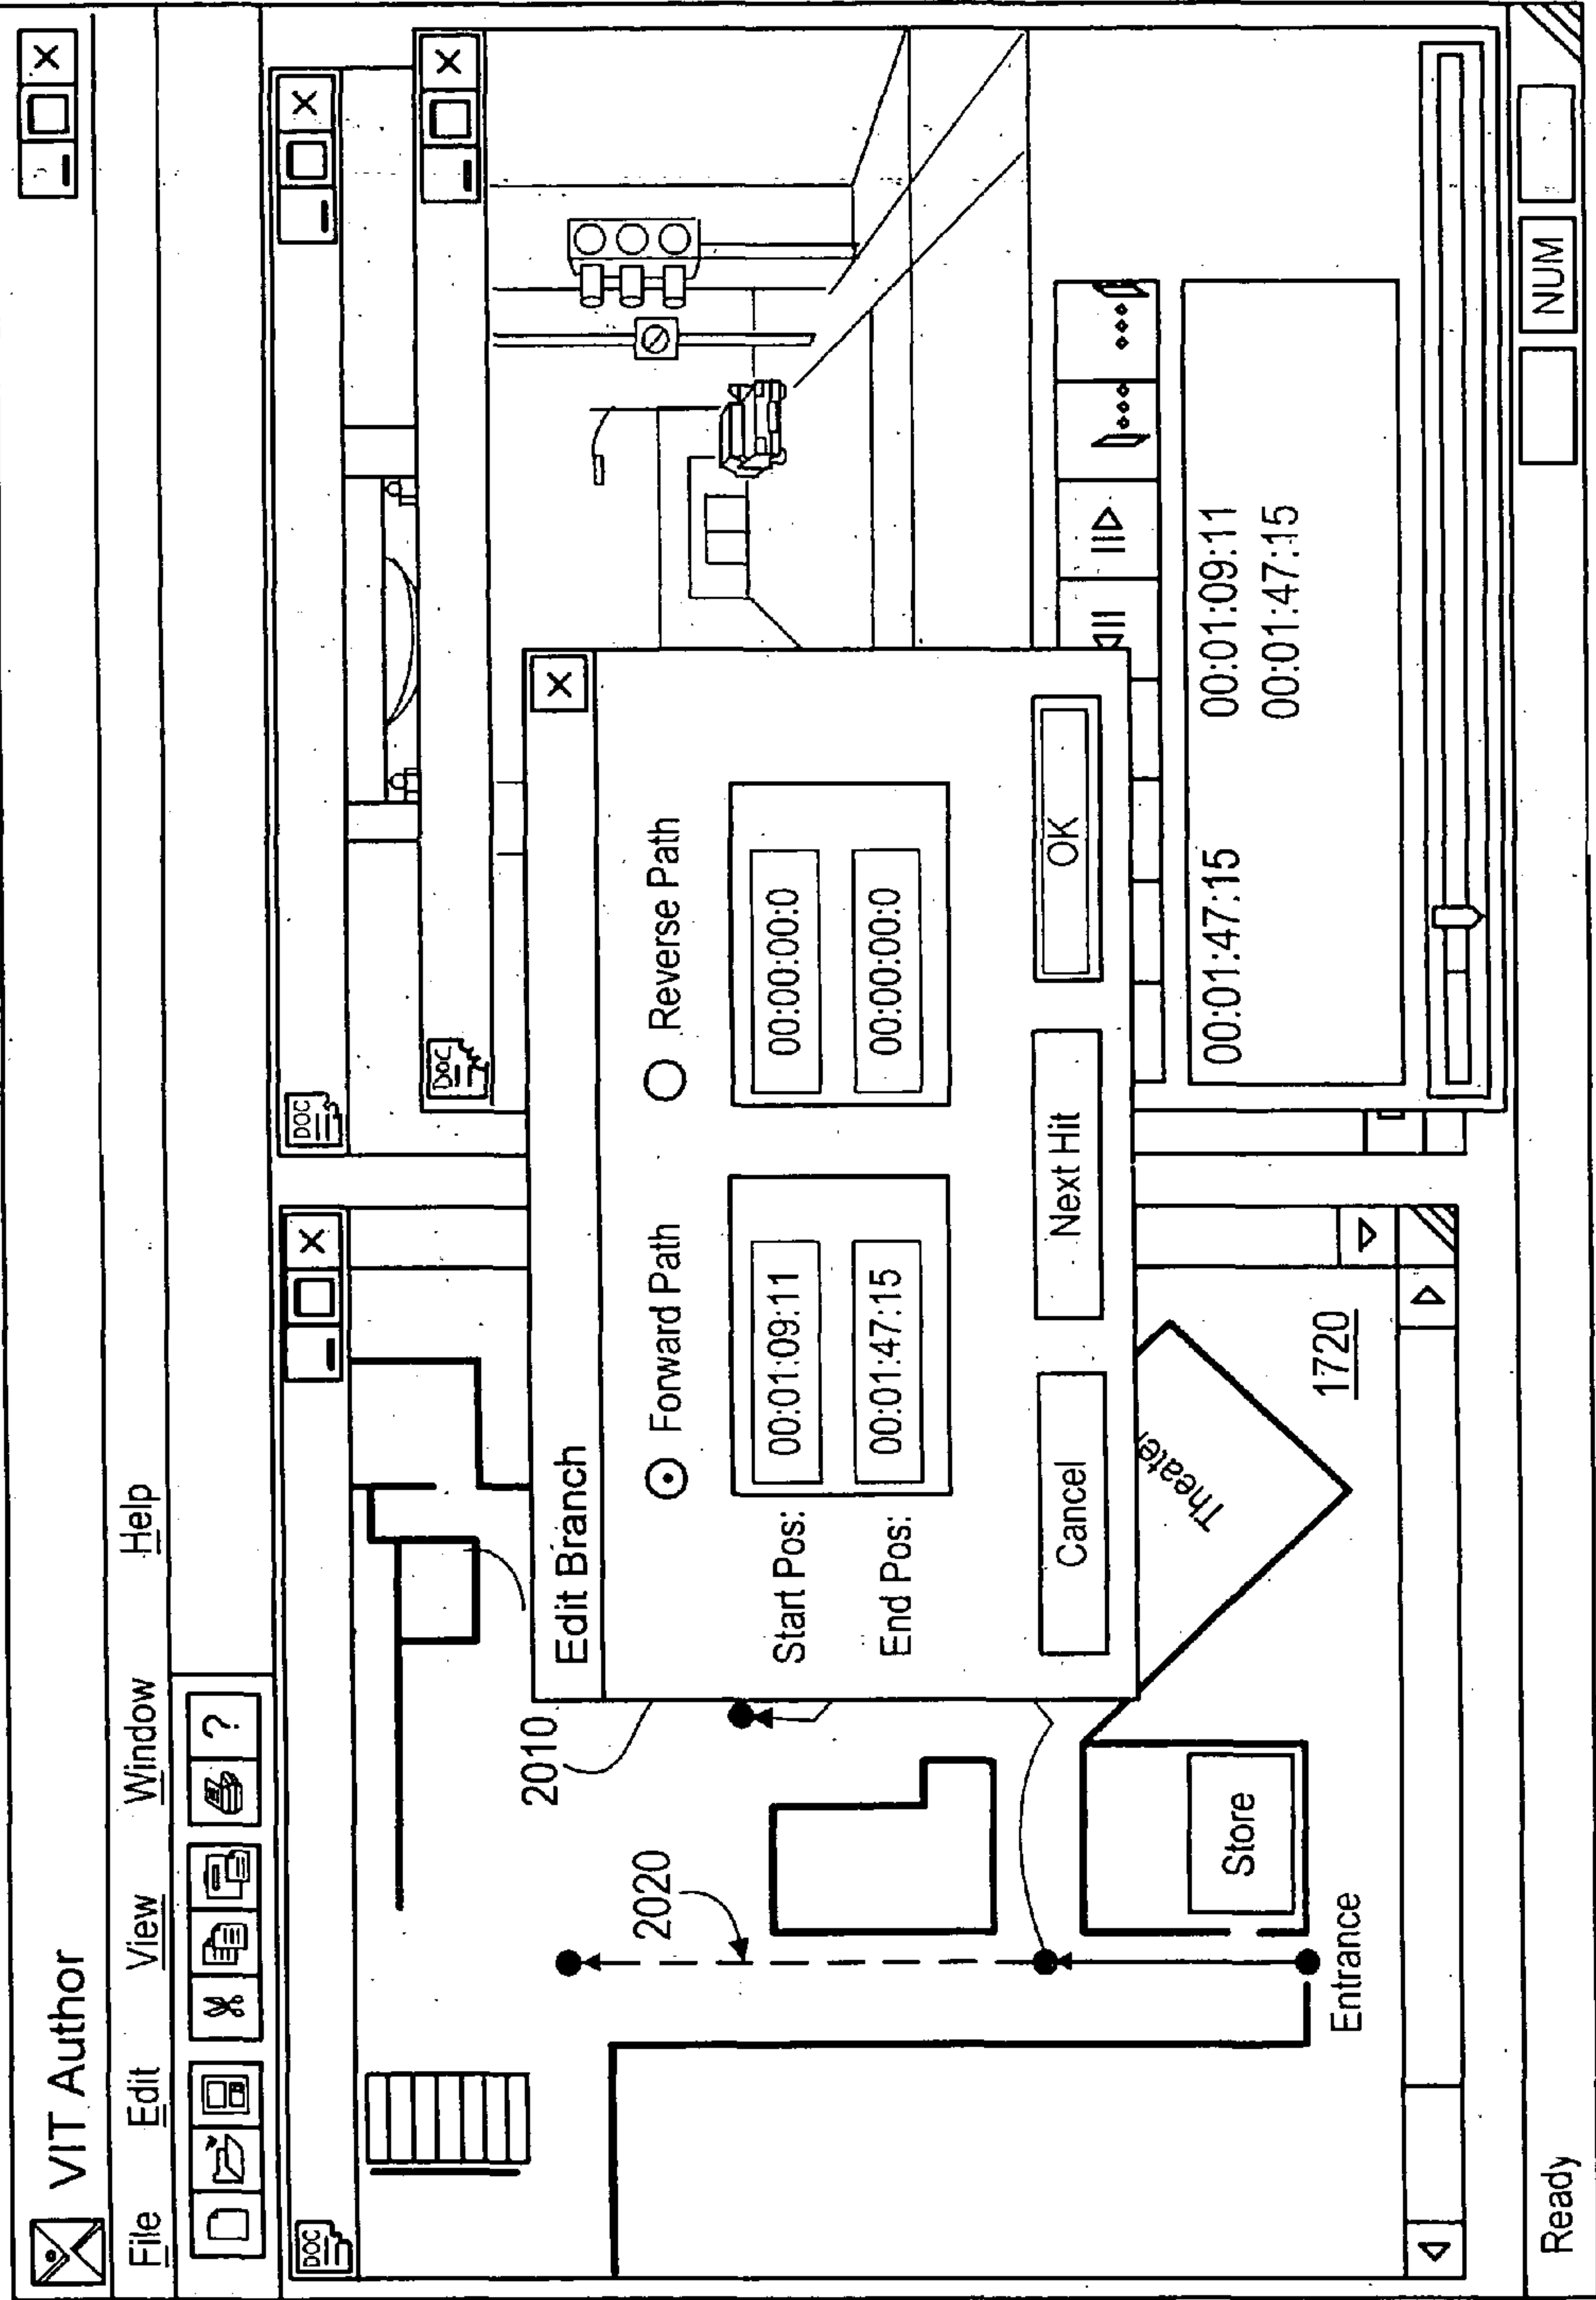 VIT Author
File Edit View Window Help
?
DOC
DOC
DOC
2010
2020
Edit Branch
Forward Path Reverse Path
Start Pos: 00:01:09:11 00:00:00:0
End Pos: 00:01:47:15 00:00:00:0
Cancel Next Hit OK
Theater
Store
Entrance
1720
00:01:47:15 00:01:09:11
00:01:47:15
Ready NUM